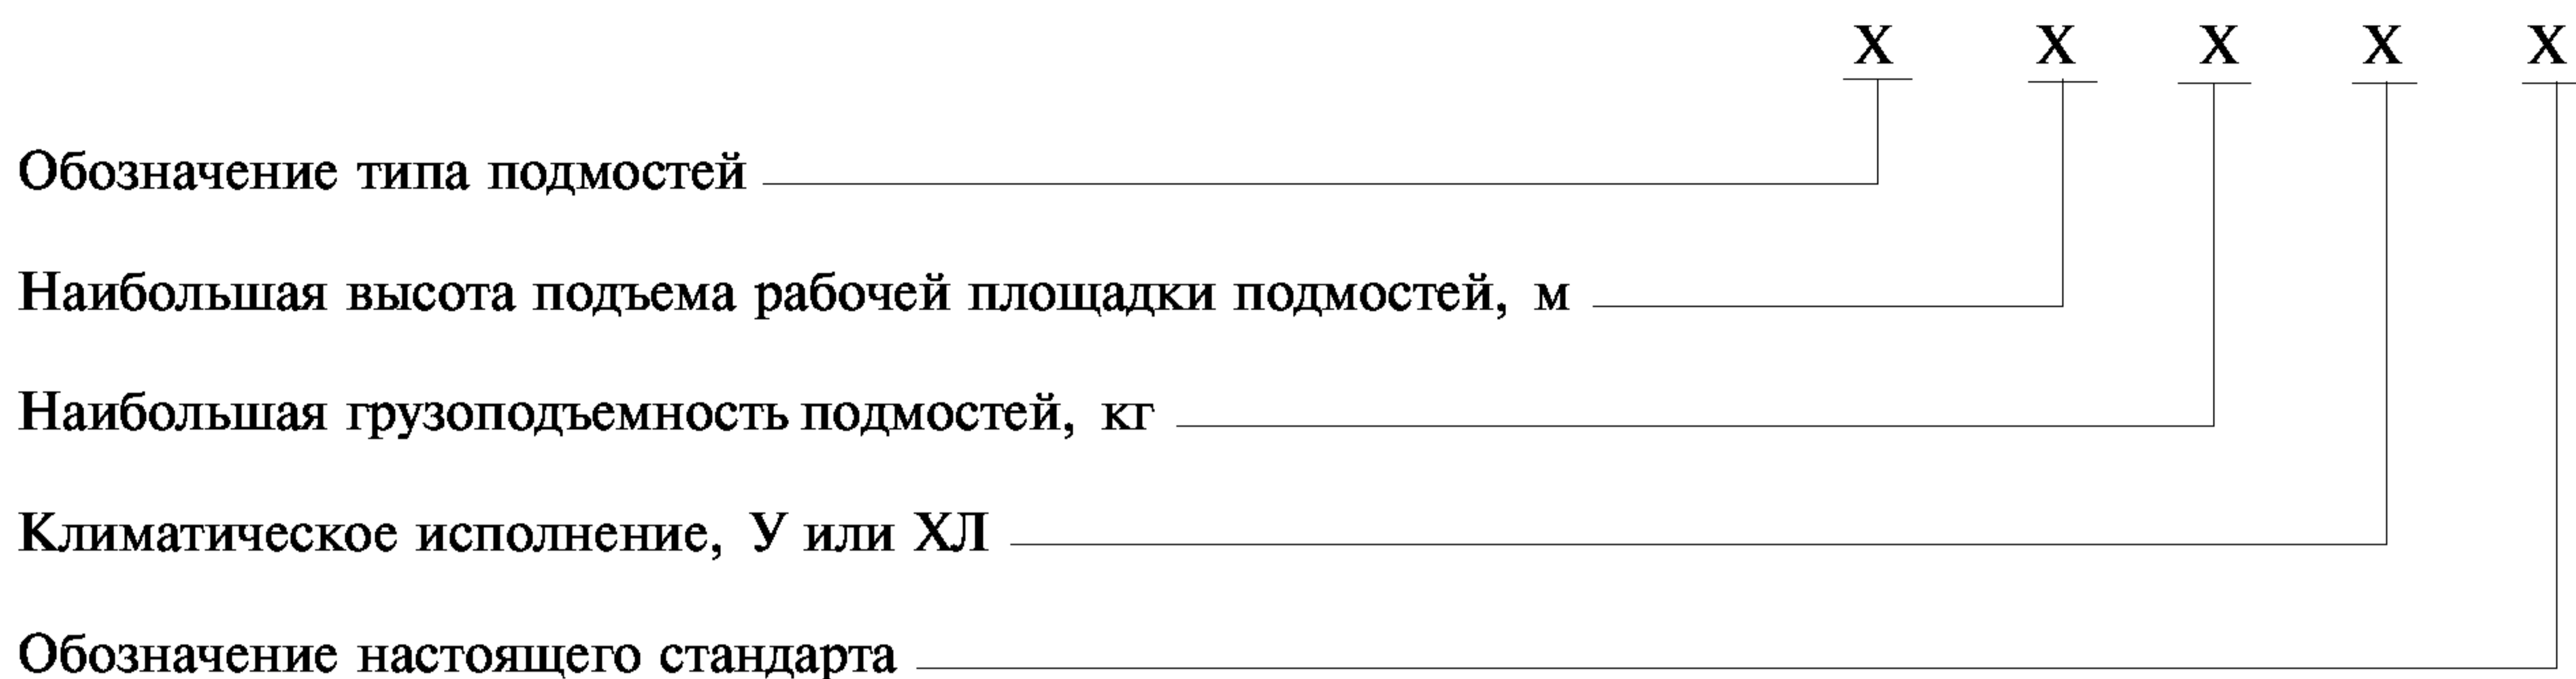 Х Х Х Х Х
Обозначение типа подмостей
Наибольшая высота подъема рабочей площадки подмостей, м
Наибольшая грузоподъемность подмостей, кг
Климатическое исполнение, У или ХЛ
Обозначение настоящего стандарта